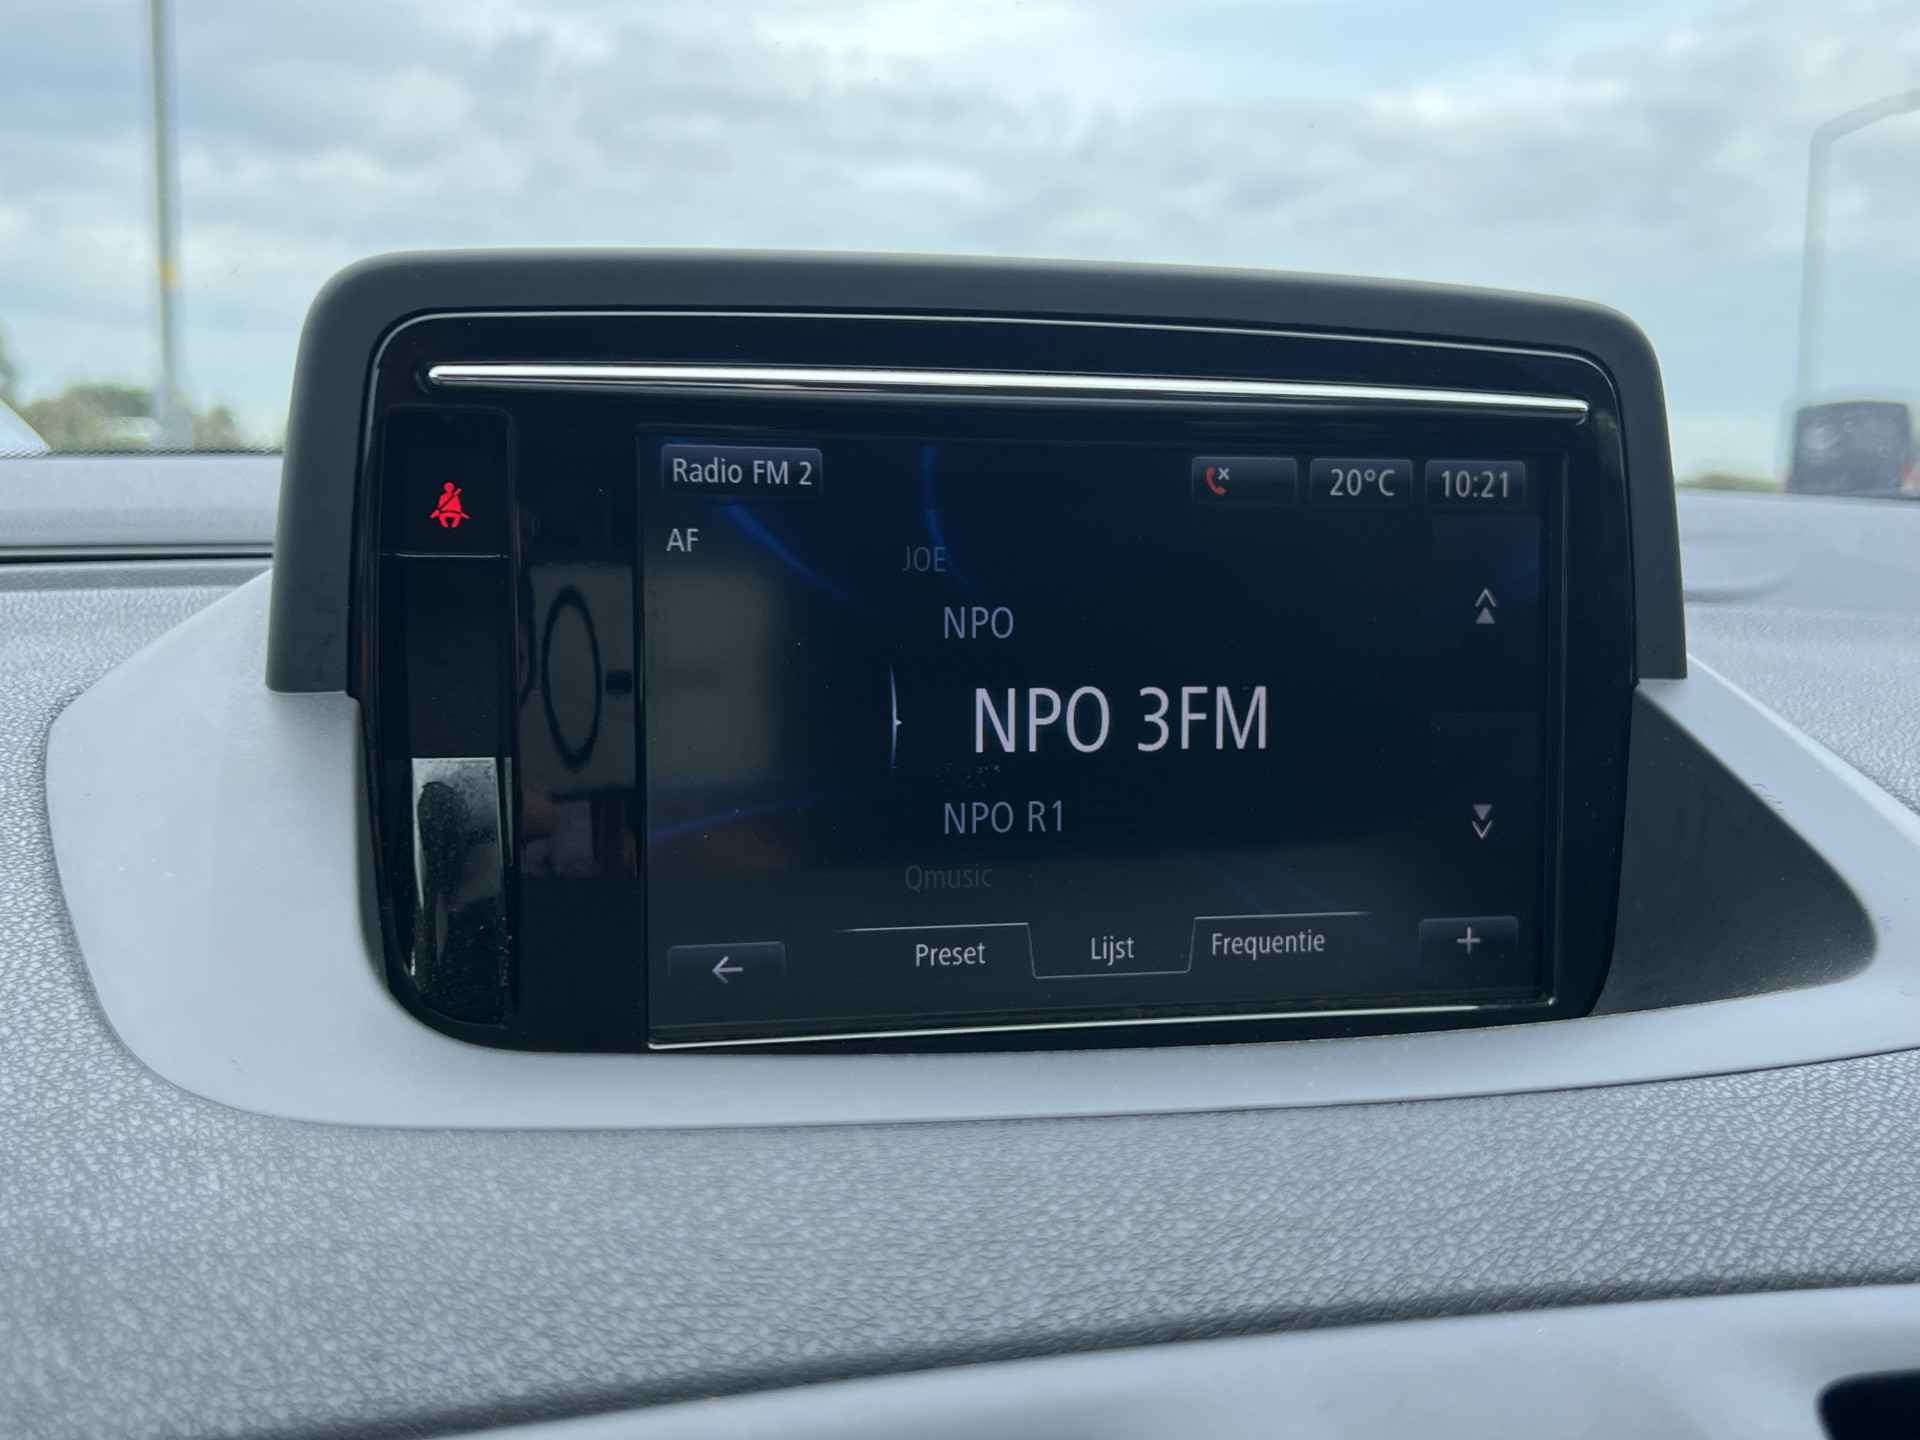 Radio FM 2
20°C
10:21
AF
JOE
NPO
NPO 3FM
NPO R1
Qmusic
Preset
Lijst
Frequentie
+